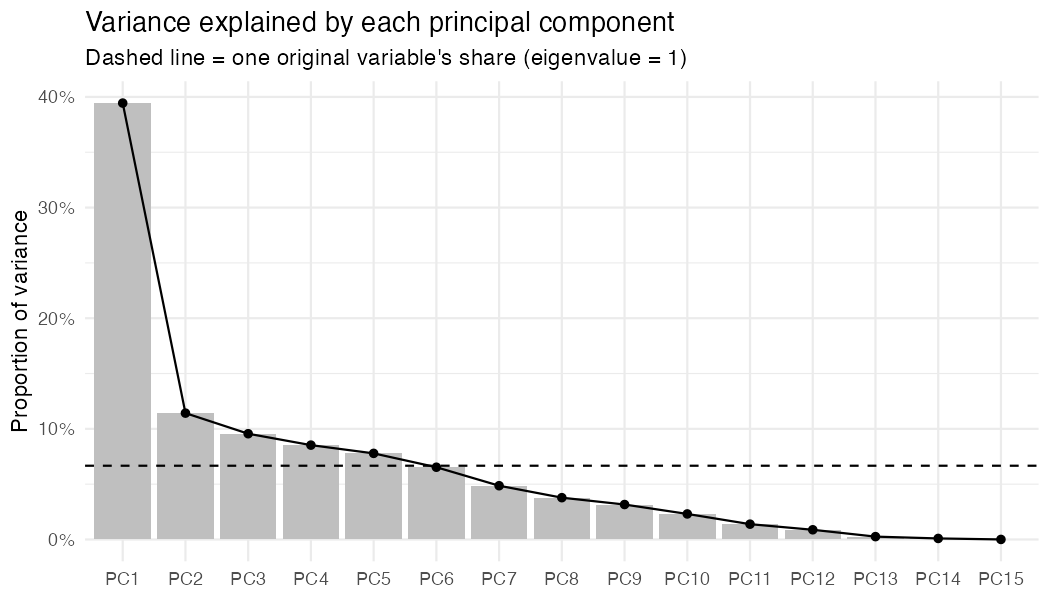 Variance explained by each principal component
Dashed line = one original variable's share (eigenvalue = 1)
Proportion of variance
40%
30%
20%
10%
0%
PC1 PC2 PC3 PC4 PC5 PC6 PC7 PC8 PC9 PC10 PC11 PC12 PC13 PC14 PC15